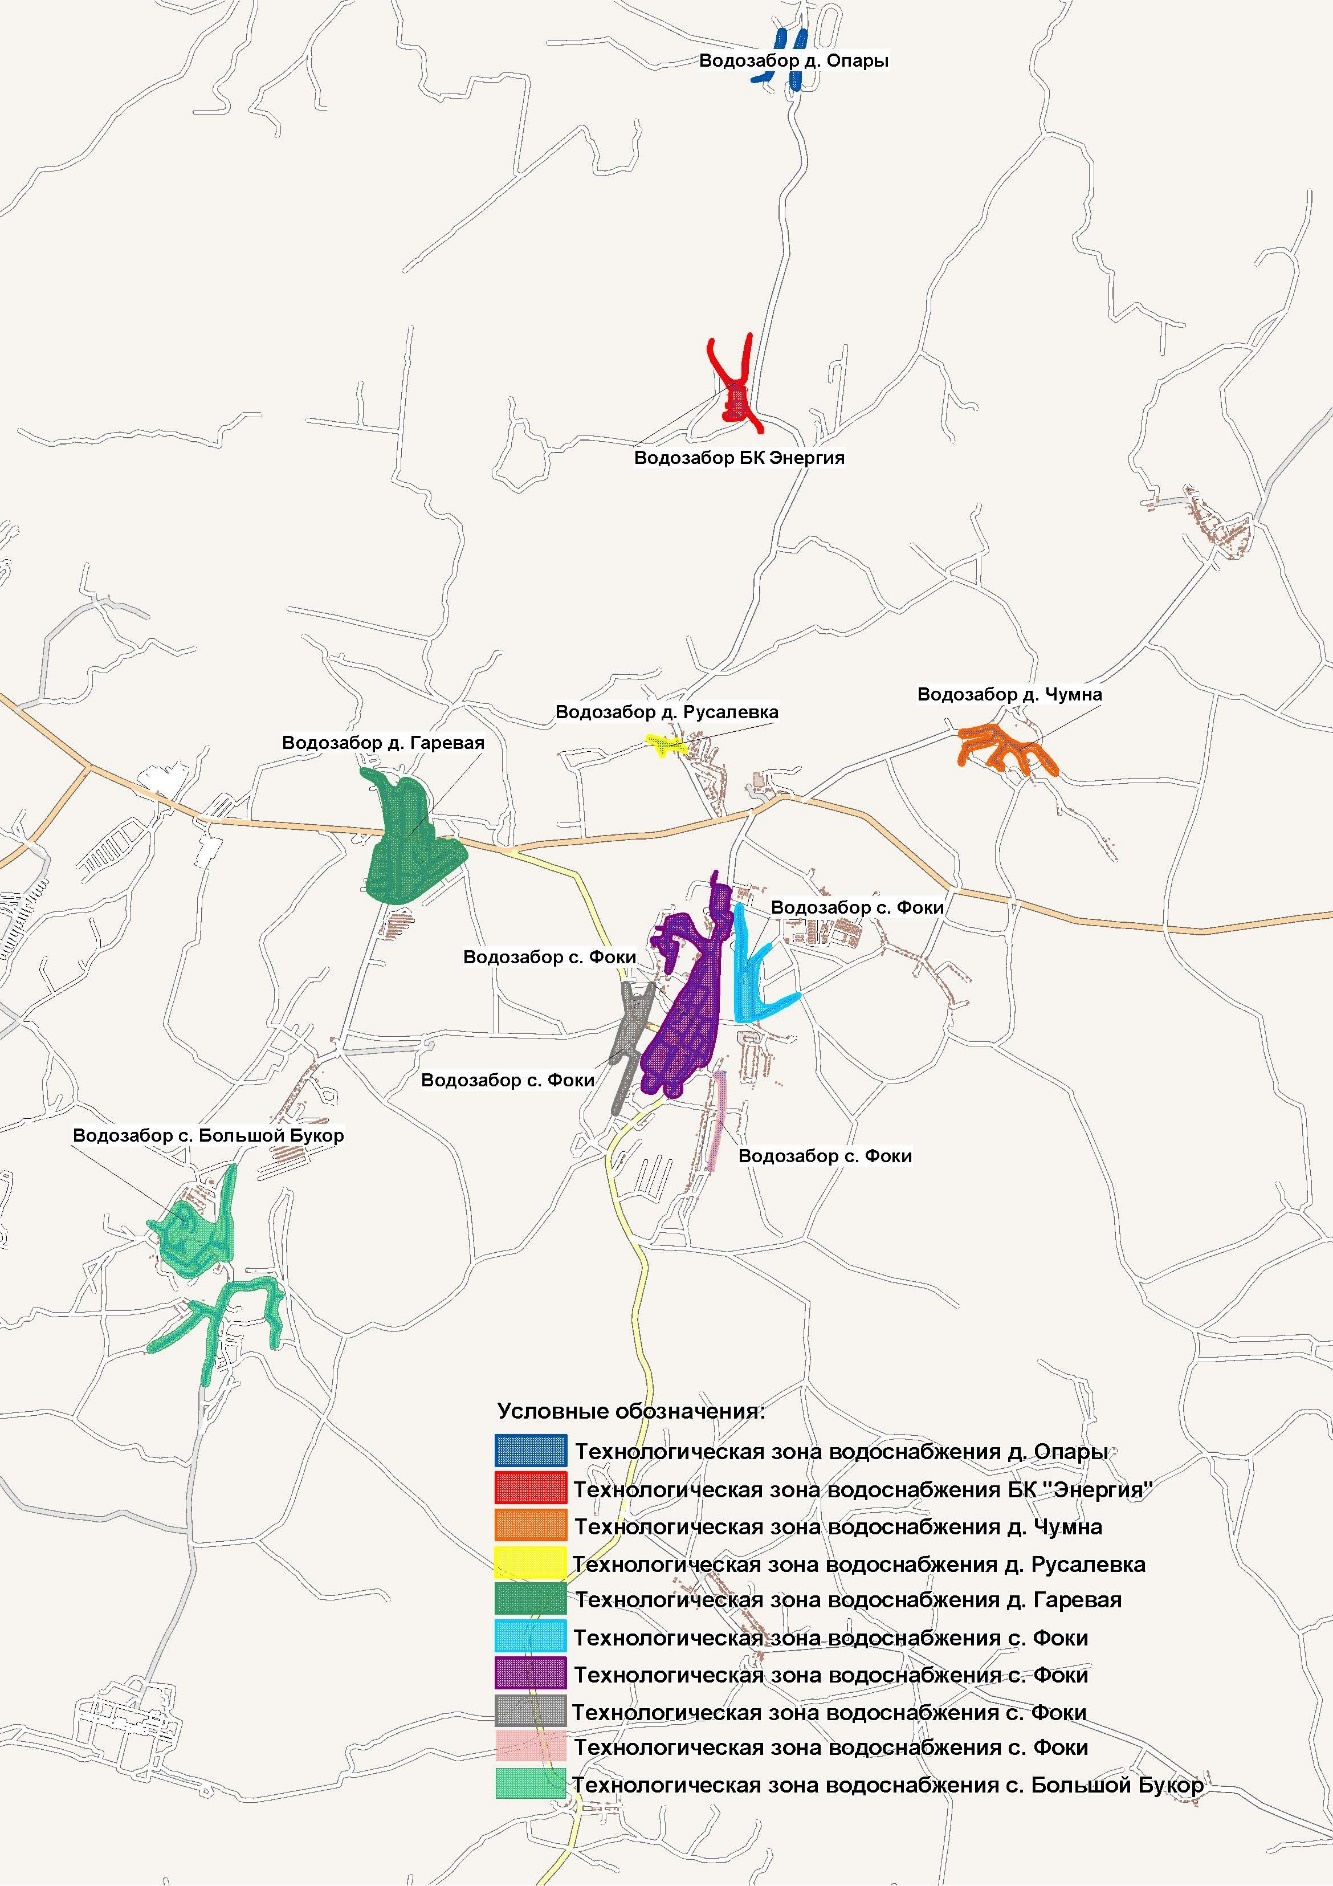 Водозабор д. Опары
Водозабор БК Энергия
Водозабор д. Чумна
Водозабор д. Русалевка
Водозабор д. Гаревая
Водозабор с. Фоки
Водозабор с. Фоки
Водозабор с. Фоки
Водозабор с. Большой Букор
Водозабор с. Фоки
Условные обозначения:
Технологическая зона водоснабжения д. Опары
Технологическая зона водоснабжения БК "Энергия"
Технологическая зона водоснабжения д. Чумна
Технологическая зона водоснабжения д. Русалевка
Технологическая зона водоснабжения д. Гаревая
Технологическая зона водоснабжения с. Фоки
Технологическая зона водоснабжения с. Фоки
Технологическая зона водоснабжения с. Фоки
Технологическая зона водоснабжения с. Фоки
Технологическая зона водоснабжения с. Большой Букор